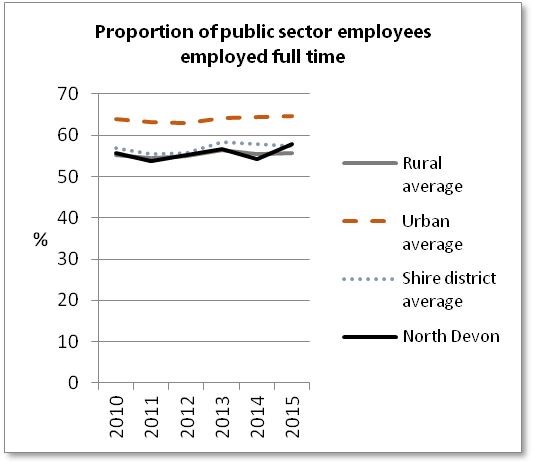 Proportion of public sector employees
employed full time
70
60
50
40
30
20
10
0
%
2010
2011
2012
2013
2014
2015
Rural
average
Urban
average
Shire district
average
North Devon